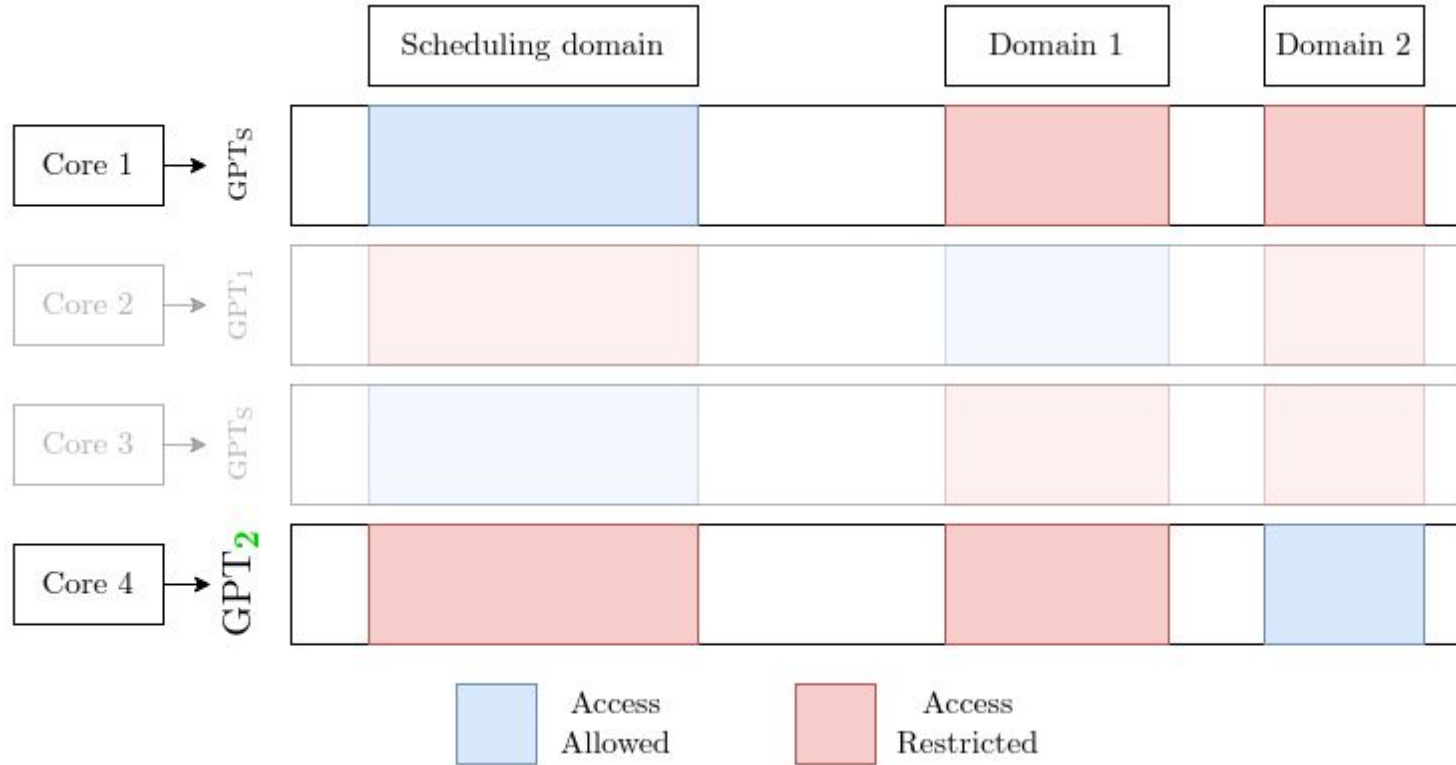 Scheduling domain
Domain 1
Domain 2
Core 1
GPTS
Core 2
GPT1
Core 3
GPTS
Core 4
GPT2
Access
Allowed
Access
Restricted